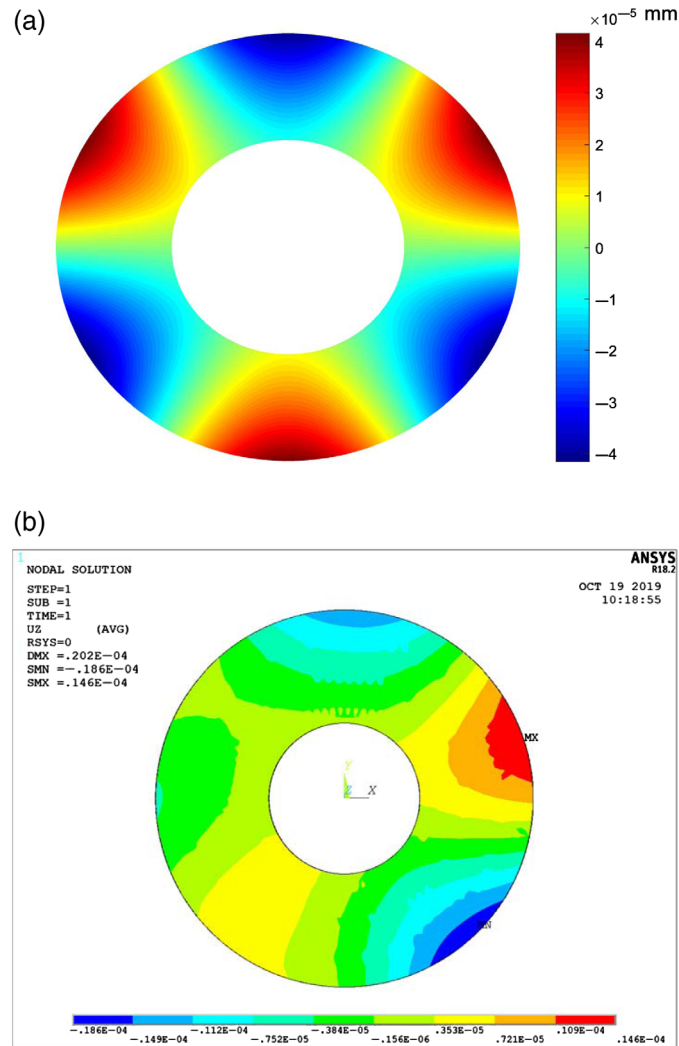 (a)
×10⁻⁵ mm
4
3
2
1
0
—1
—2
—3
—4
(b)
1
NODAL SOLUTION
STEP=1
SUB =1
TIME=1
UZ (AVG)
RSYS=0
DMX =.202E-04
SMN =-.186E-04
SMX =.146E-04
ANSYS
R18.2
OCT 19 2019
10:18:55
MX
Y
Z X
-.186E-04
-.149E-04
-.112E-04
-.752E-05
-.384E-05
-.156E-06
.353E-05
.721E-05
.109E-04
.146E-04